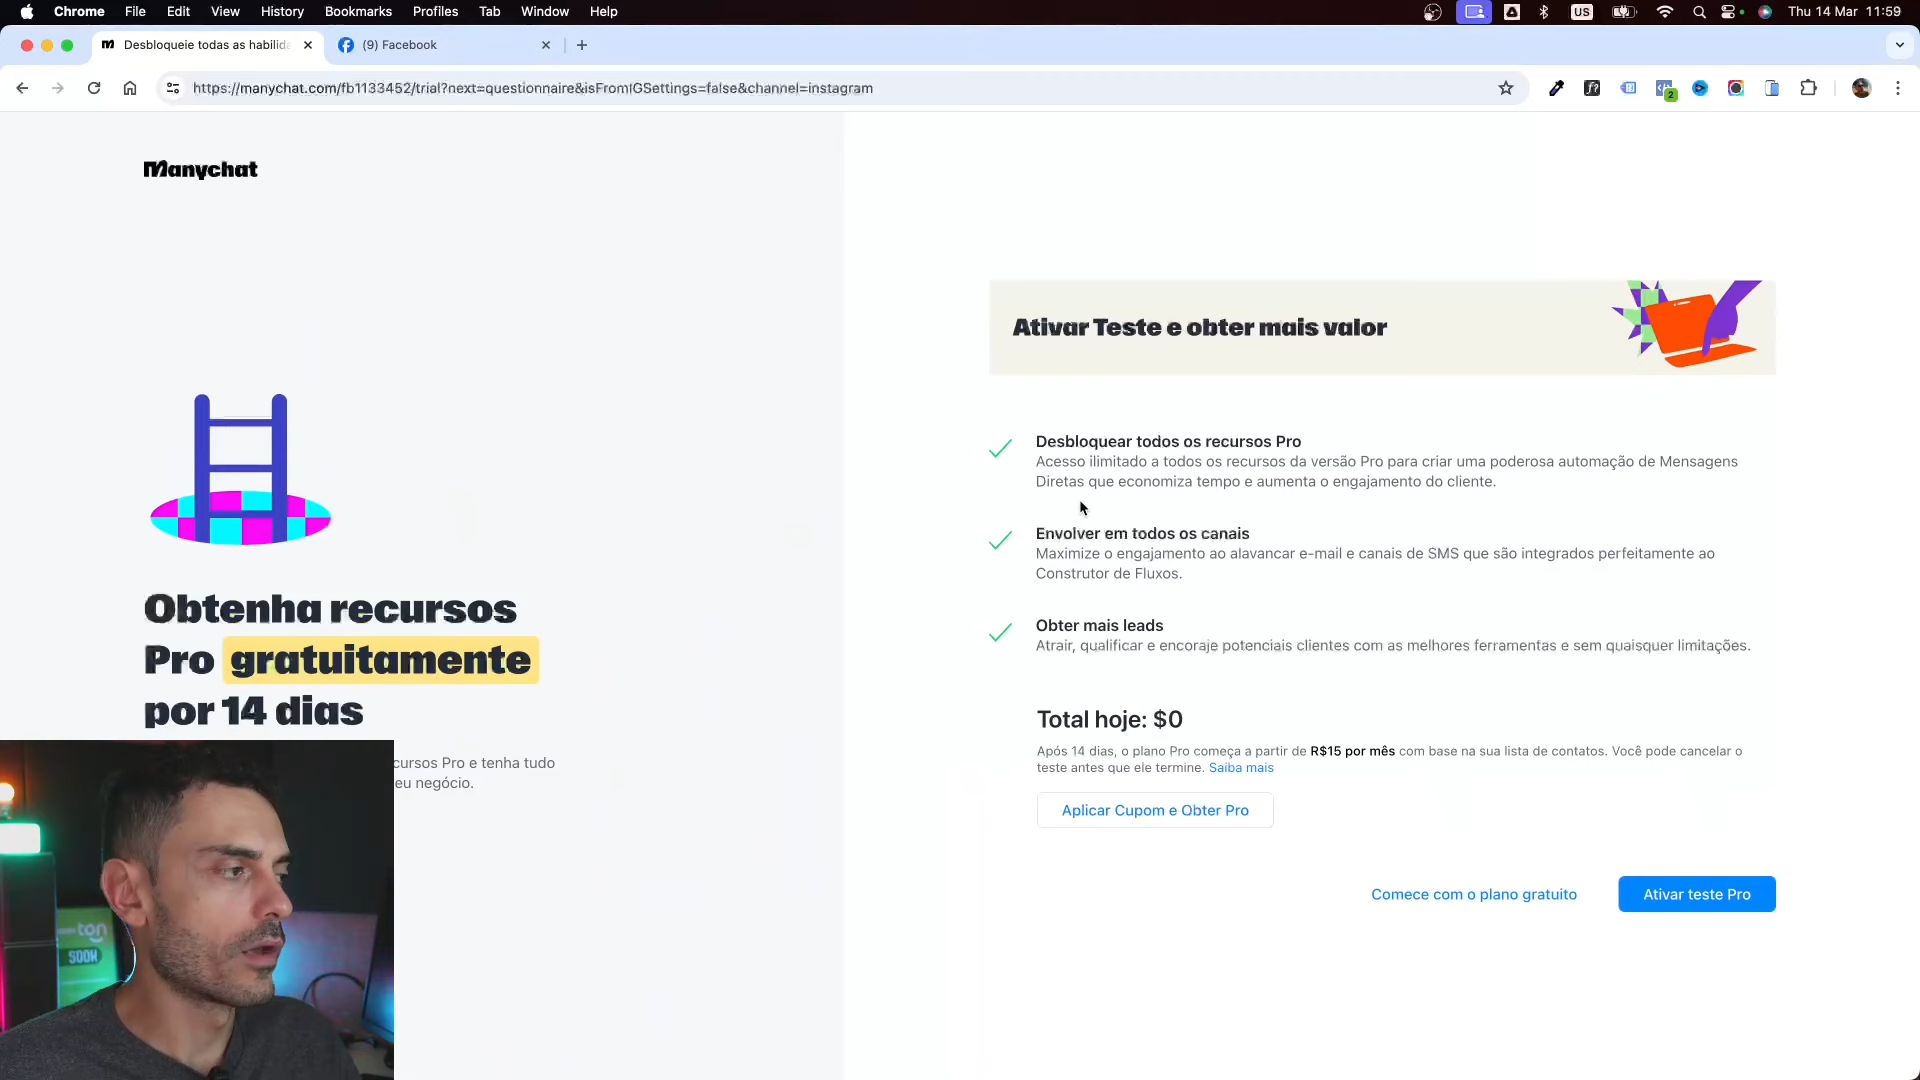 Chrome File Edit View History Bookmarks Profiles Tab Window Help US Thu 14 Mar 11:59
Desbloqueie todas as habilida (9) Facebook
https://manychat.com/fb1133452/trial?next=questionnaire&isFromIGSettings=false&channel=instagram
2
Manychat
Ativar Teste e obter mais valor
Desbloquear todos os recursos Pro
Acesso ilimitado a todos os recursos da versão Pro para criar uma poderosa automação de Mensagens
Diretas que economiza tempo e aumenta o engajamento do cliente.
Envolver em todos os canais
Maximize o engajamento ao alavancar e-mail e canais de SMS que são integrados perfeitamente ao
Construtor de Fluxos.
Obter mais leads
Atrair, qualificar e encoraje potenciais clientes com as melhores ferramentas e sem quaisquer limitações.
Obtenha recursos
Pro gratuitamente
por 14 dias
cursos Pro e tenha tudo
eu negócio.
Total hoje: $0
Após 14 dias, o plano Pro começa a partir de R$15 por mês com base na sua lista de contatos. Você pode cancelar o
teste antes que ele termine. Saiba mais
Aplicar Cupom e Obter Pro
Comece com o plano gratuito
Ativar teste Pro
ton
SOON